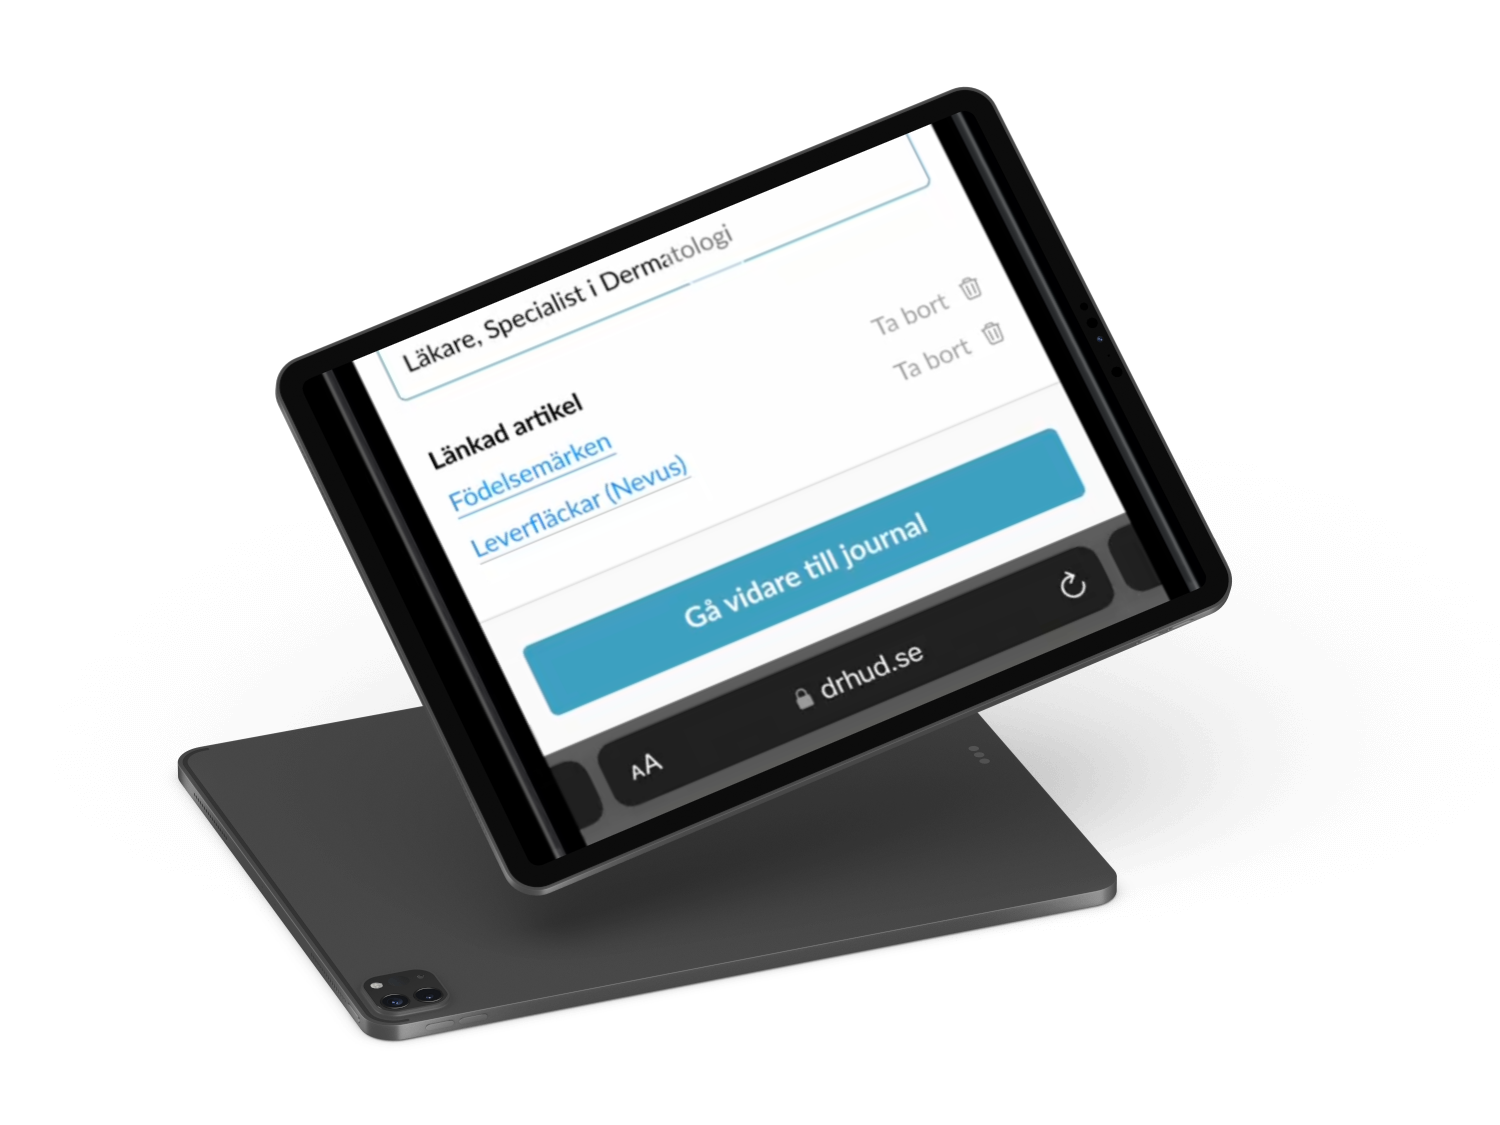 Läkare, Specialist i Dermatologi
Länkad artikel
Födelsemärken
Ta bort
Leverfläckar (Nevus)
Ta bort
Gå vidare till journal
AA
drhud.se